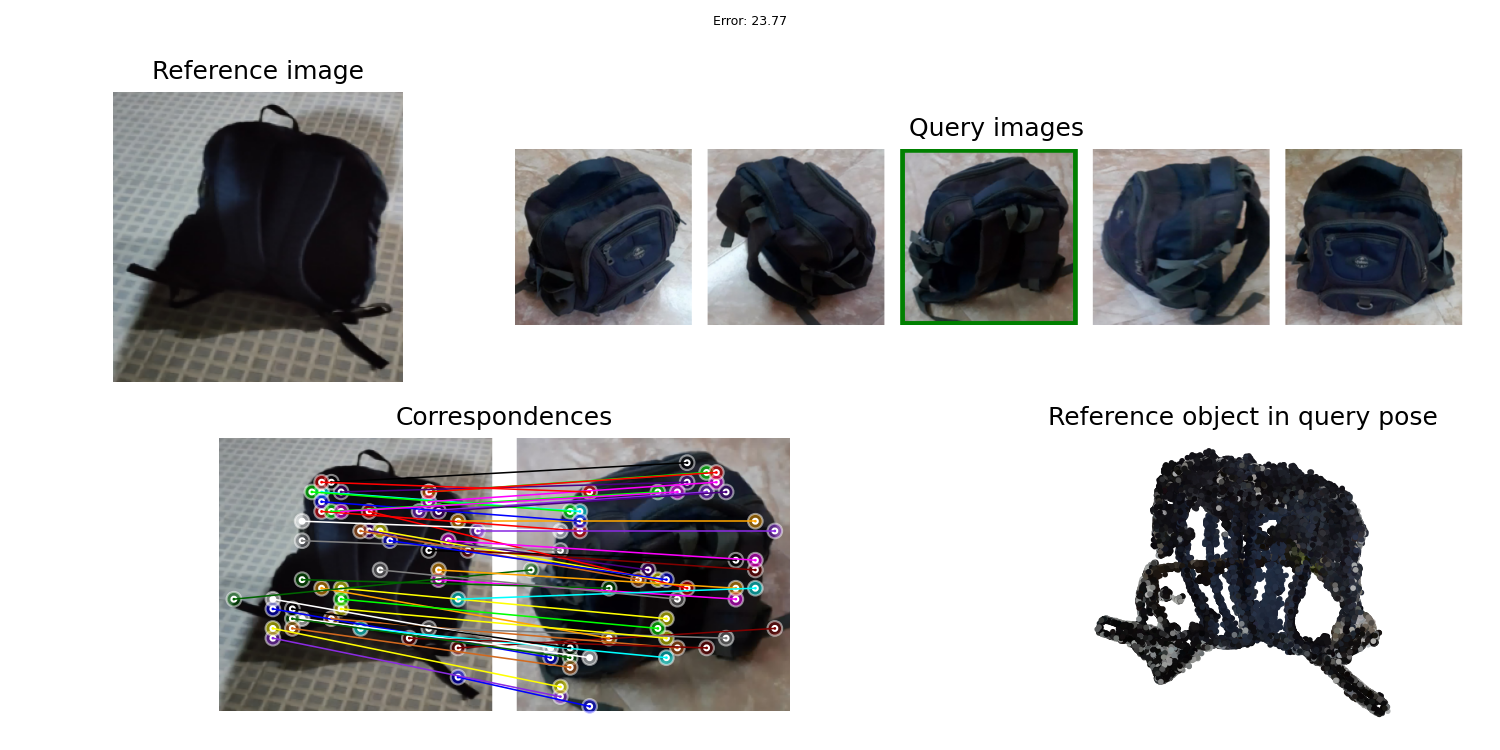 Error: 23.77
Reference image
Query images
Correspondences
Reference object in query pose